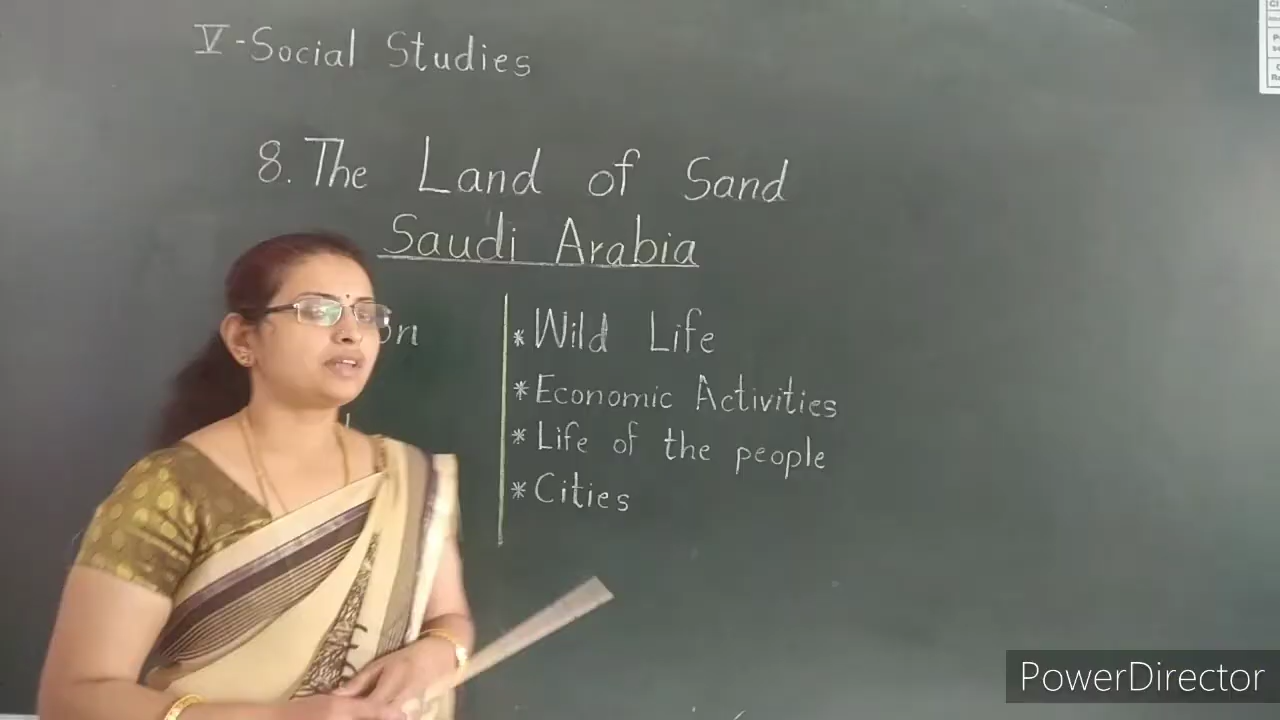 V-Social Studies
8. The Land of Sand
Saudi Arabia
* Wild Life
* Economic Activities
* Life of the people
* Cities
PowerDirector